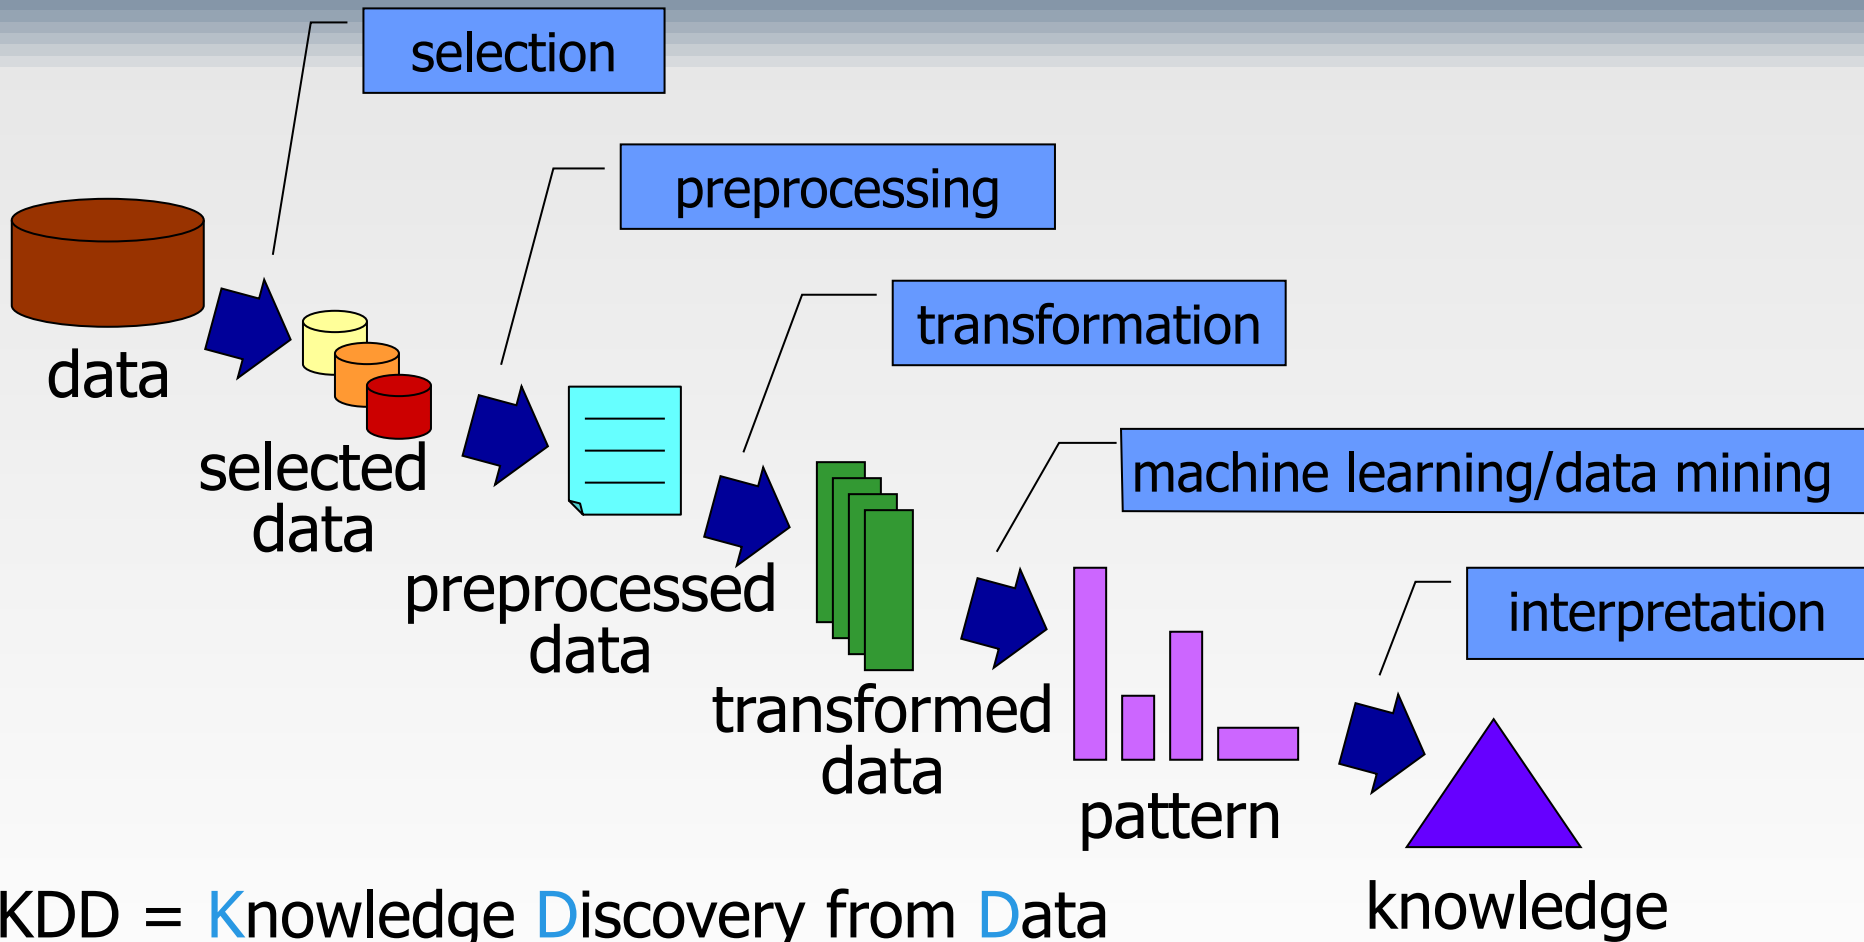 selection
preprocessing
transformation
data
machine learning/data mining
selected
data
preprocessed
data
interpretation
transformed
data
pattern
knowledge
KDD = Knowledge Discovery from Data